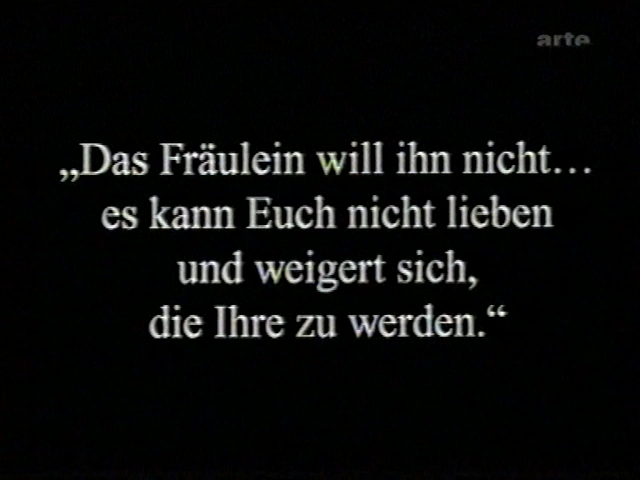 arte
„Das Fräulein will ihn nicht…
es kann Euch nicht lieben
und weigert sich,
die Ihre zu werden.“